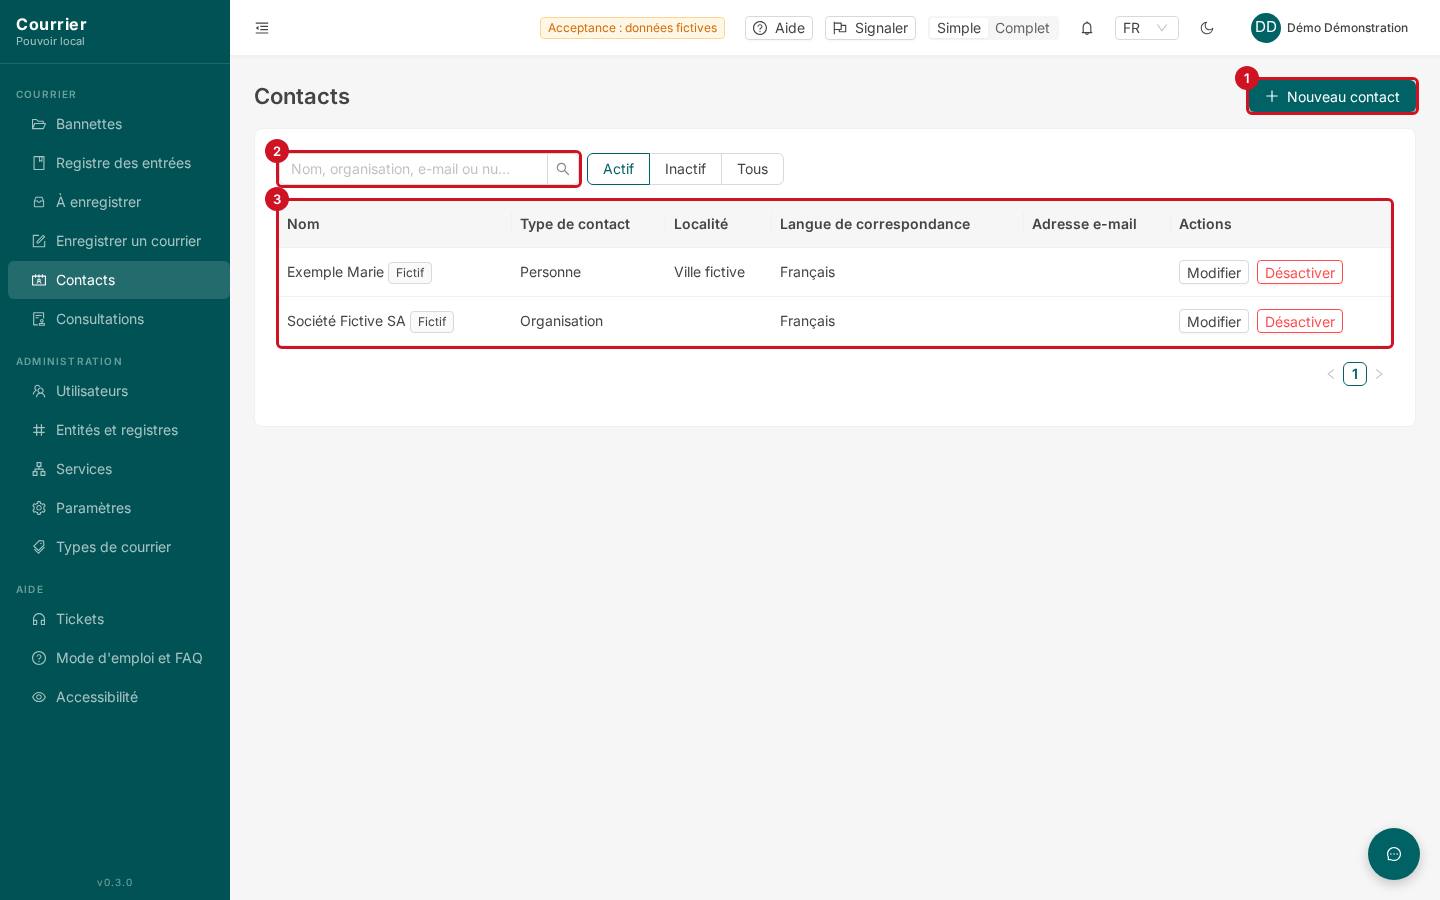 Courrier
Pouvoir local
COURRIER
Bannettes
Registre des entrées
À enregistrer
Enregistrer un courrier
Contacts
Consultations
ADMINISTRATION
Utilisateurs
Entités et registres
Services
Paramètres
Types de courrier
AIDE
Tickets
Mode d'emploi et FAQ
Accessibilité
v0.3.0
Acceptance : données fictives
Aide
Signaler
Simple Complet
FR
DD Démo Démonstration
Contacts
1
Nouveau contact
2
Nom, organisation, e-mail ou nu...
Actif Inactif Tous
3
Nom Type de contact Localité Langue de correspondance Adresse e-mail Actions
Exemple Marie Fictif Personne Ville fictive Français Modifier Désactiver
Société Fictive SA Fictif Organisation Français Modifier Désactiver
1